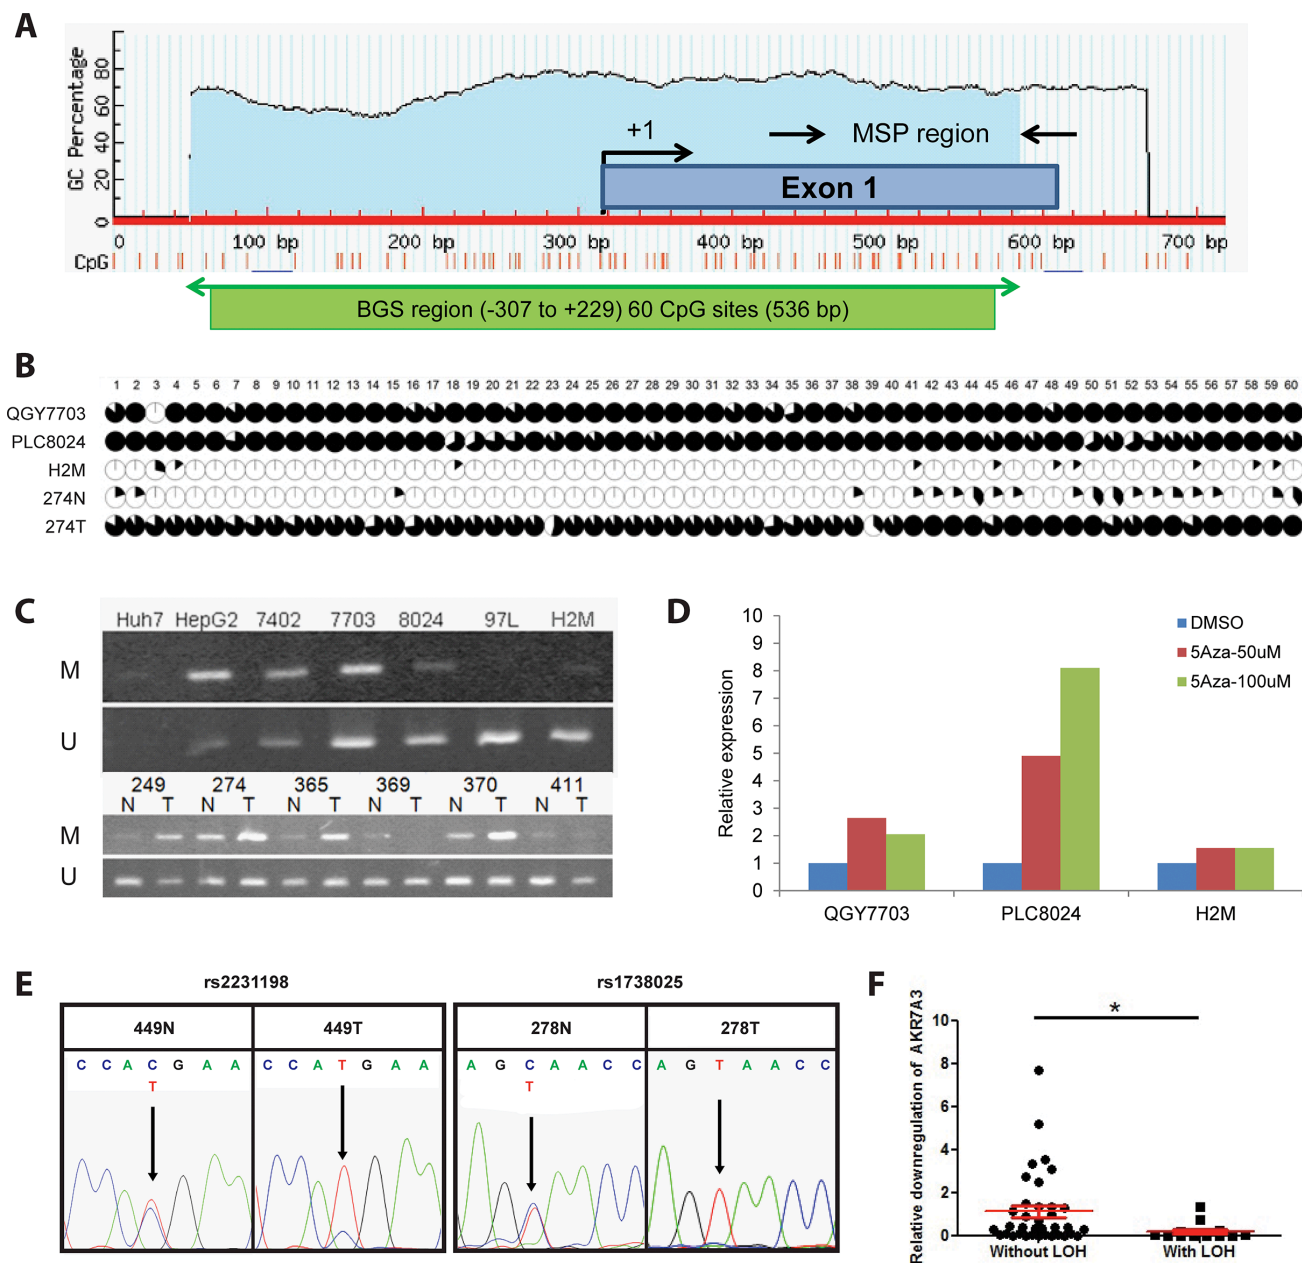 A
GC Percentage
80
60
40
20
0
+1
MSP region
Exon 1
0 100 bp 200 bp 300 bp 400 bp 500 bp 600 bp 700 bp
CpG
BGS region (-307 to +229) 60 CpG sites (536 bp)
B
1 2 3 4 5 6 7 8 9 10 11 12 13 14 15 16 17 18 19 20 21 22 23 24 25 26 27 28 29 30 31 32 33 34 35 36 37 38 39 40 41 42 43 44 45 46 47 48 49 50 51 52 53 54 55 56 57 58 59 60
QGY7703
PLC8024
H2M
274N
274T
C
Huh7 HepG2 7402 7703 8024 97L H2M
M
U
249 274 365 369 370 411
N T N T N T N T N T N T
M
U
D
Relative expression
10
9
8
7
6
5
4
3
2
1
0
DMSO
5Aza-50uM
5Aza-100uM
QGY7703 PLC8024 H2M
E
rs2231198 rs1738025
449N 449T 278N 278T
C C A C G A A C C A T G A A A G C A A C C A G T A A C C
T T
F
Relative downregulation of AKR7A3
10
8
6
4
2
0
*
Without LOH With LOH